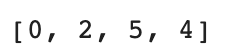 [0, 2, 5, 4]